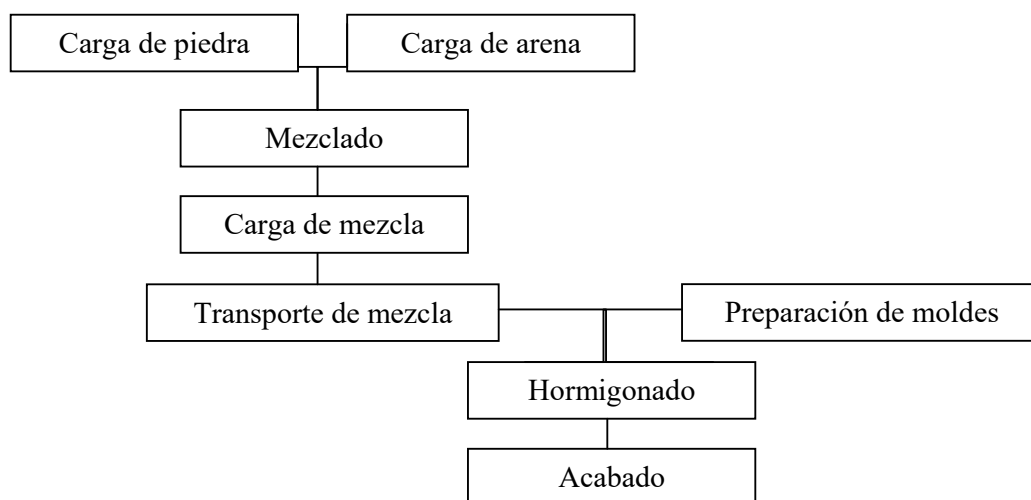 Carga de piedra
Carga de arena
Mezclado
Carga de mezcla
Transporte de mezcla
Preparación de moldes
Hormigonado
Acabado